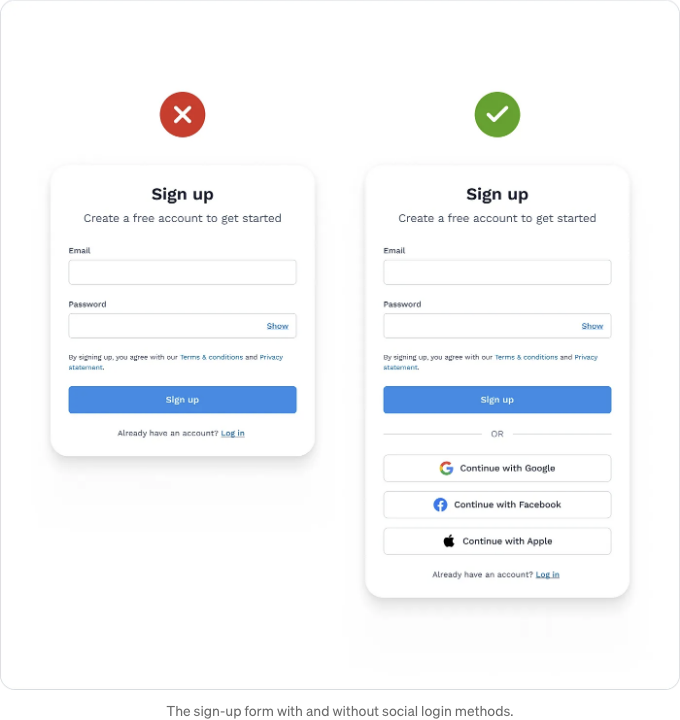 Sign up
Create a free account to get started
Email
Password
Show
By signing up, you agree with our Terms & conditions and Privacy
statement.
Sign up
Already have an account? Log in
Sign up
Create a free account to get started
Email
Password
Show
By signing up, you agree with our Terms & conditions and Privacy
statement.
Sign up
OR
Continue with Google
Continue with Facebook
Continue with Apple
Already have an account? Log in
The sign-up form with and without social login methods.